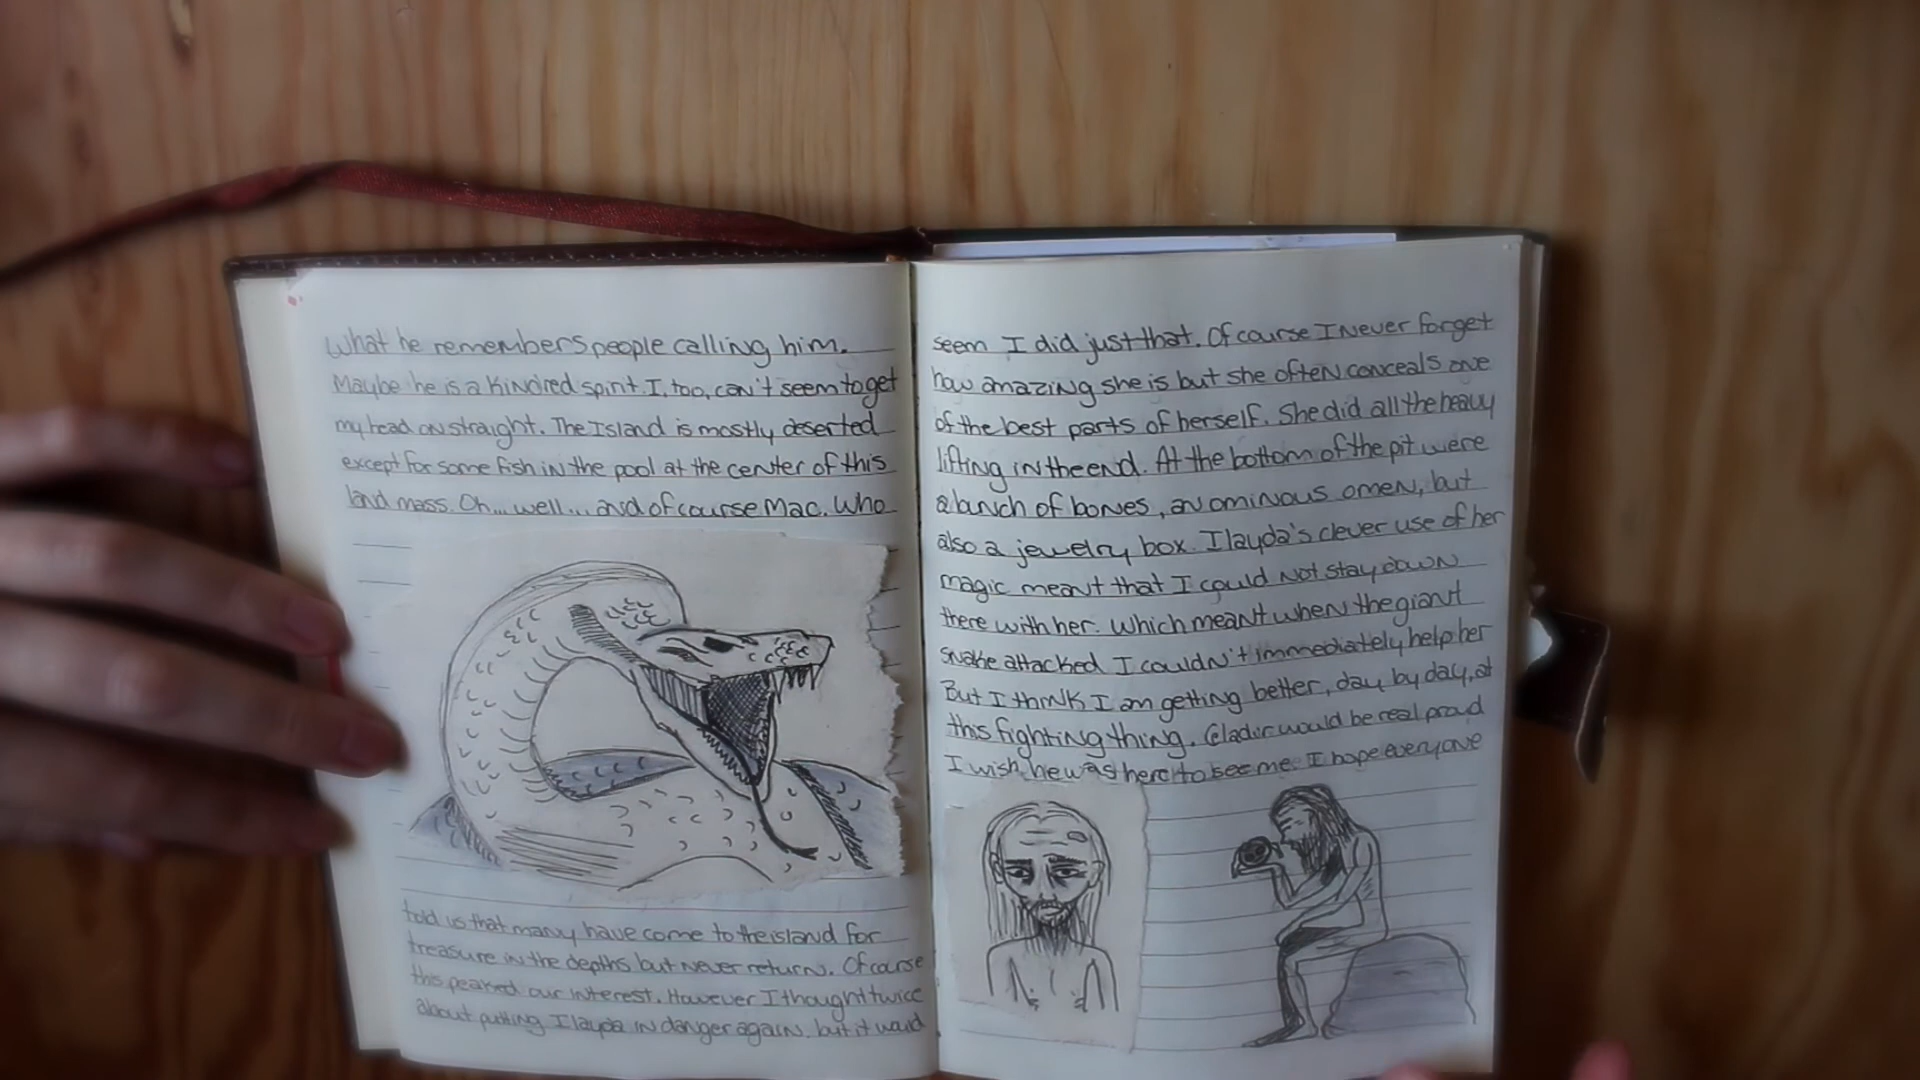 What he remembers people calling him.
Maybe he is a kindred spirit. I, too, can't seem to get
my head on straight. The Island is mostly deserted
except for some fish in the pool at the center of this
land mass. Oh... well... and of course Mac. Who
told us that many have come to the island for
treasure in the depths but never return. Of course
this peaked our interest. However I thought twice
about putting Ilayda in danger again, but it would
seem I did just that. Of course I never forget
how amazing she is but she often conceals one
of the best parts of herself. She did all the heavy
lifting in the end. At the bottom of the pit were
a bunch of bones, an ominous omen, but
also a jewelry box. Ilayda's clever use of her
magic meant that I could not stay down
there with her. Which meant when the giant
snake attacked I couldn't immediately help her
But I think I am getting better, day by day, at
this fighting thing. Cladir would be real proud
I wish he was here to see me. I hope everyone